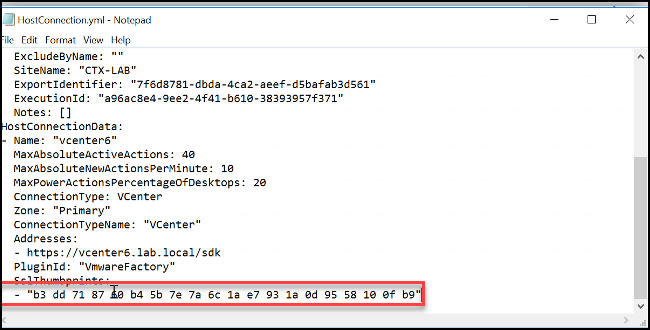 HostConnection.yml - Notepad
File Edit Format View Help
ExcludeByName: ""
SiteName: "CTX-LAB"
ExportIdentifier: "7f6d8781-dbda-4ca2-aeef-d5bafab3d561"
ExecutionId: "a96ac8e4-9ee2-4f41-b610-38393957f371"
Notes: []
HostConnectionData:
- Name: "vcenter6"
MaxAbsoluteActiveActions: 40
MaxAbsoluteNewActionsPerMinute: 10
MaxPowerActionsPercentageOfDesktops: 20
ConnectionType: VCenter
Zone: "Primary"
ConnectionTypeName: "VCenter"
Addresses:
- https://vcenter6.lab.local/sdk
PluginId: "VmwareFactory"
SslThumbprints:
- "b3 dd 71 87 b4 5b 7e 7a 6c 1a e7 93 1a 0d 95 58 10 0f b9"